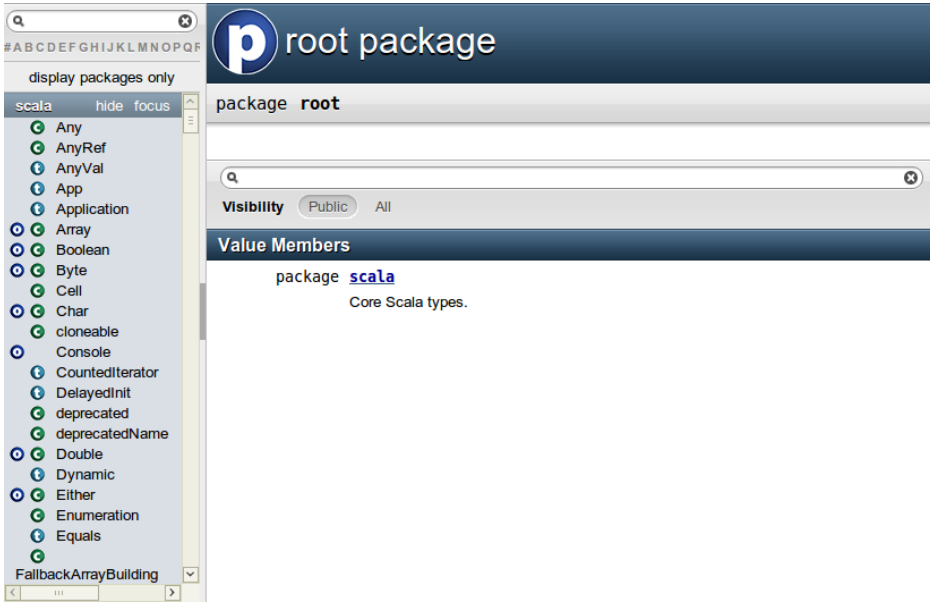 #ABCDEFGHIJKLMNOPQR
display packages only
scala hide focus
Any
AnyRef
AnyVal
App
Application
Array
Boolean
Byte
Cell
Char
cloneable
Console
CountedIterator
DelayedInit
deprecated
deprecatedName
Double
Dynamic
Either
Enumeration
Equals
FallbackArrayBuilding
p root package
package root
Visibility Public All
Value Members
package scala
Core Scala types.